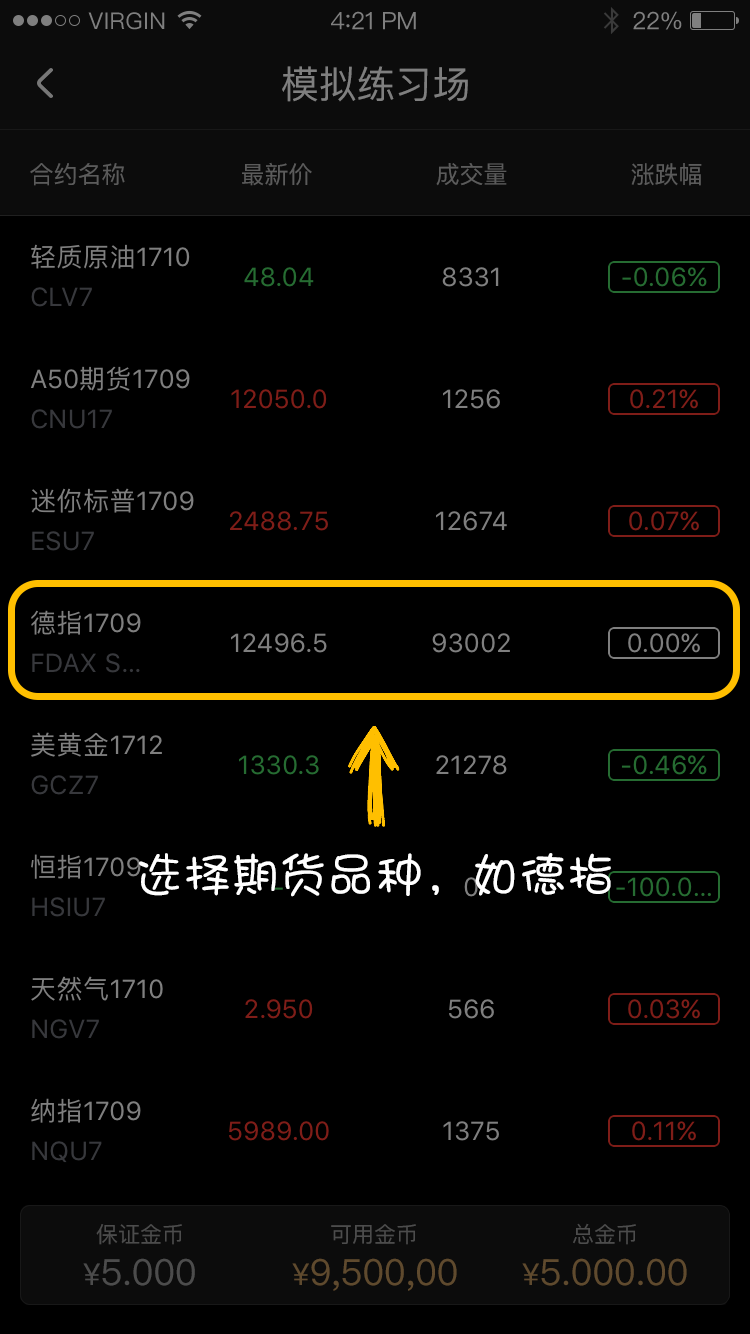 VIRGIN 4:21 PM 22%
模拟练习场
合约名称 最新价 成交量 涨跌幅
轻质原油1710
CLV7 48.04 8331 -0.06%
A50期货1709
CNU17 12050.0 1256 0.21%
迷你标普1709
ESU7 2488.75 12674 0.07%
德指1709
FDAX S... 12496.5 93002 0.00%
美黄金1712
GCZ7 1330.3 21278 -0.46%
恒指1709
选择期货品种，如德指
HSIU7 - 0 -100.0...
天然气1710
NGV7 2.950 566 0.03%
纳指1709
NQU7 5989.00 1375 0.11%
保证金币 可用金币 总金币
¥5.000 ¥9,500,00 ¥5.000.00